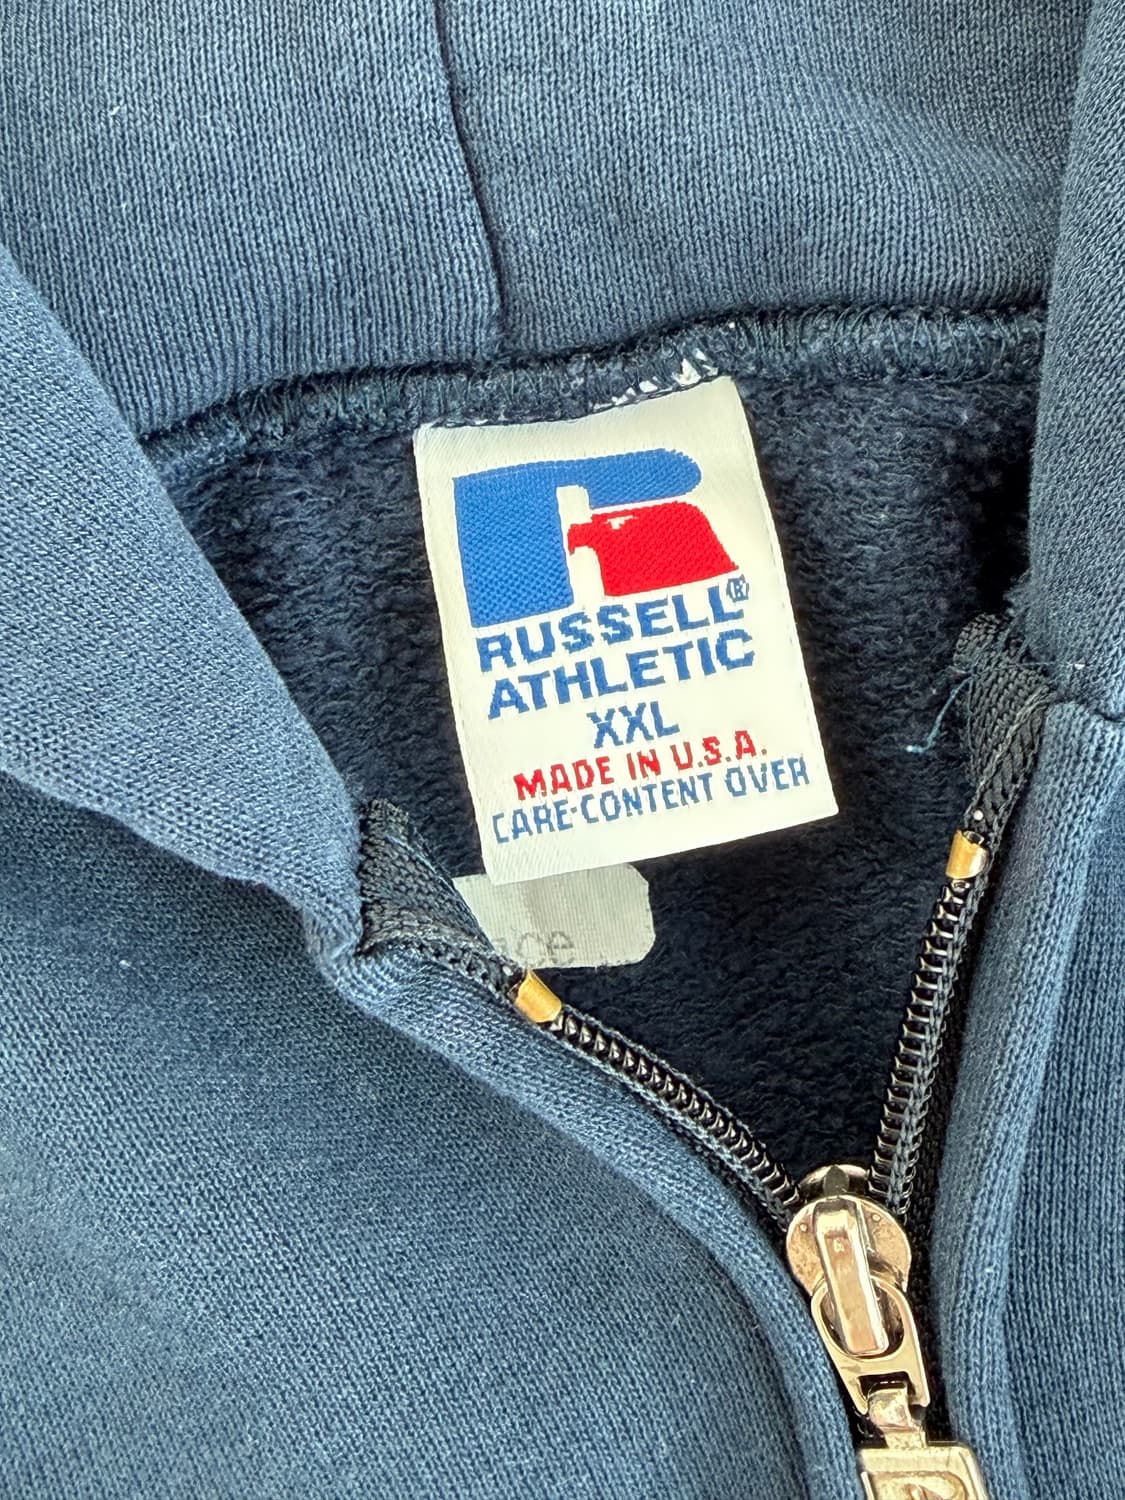 RUSSELL®
ATHLETIC
XXL
MADE IN U.S.A.
CARE-CONTENT OVER